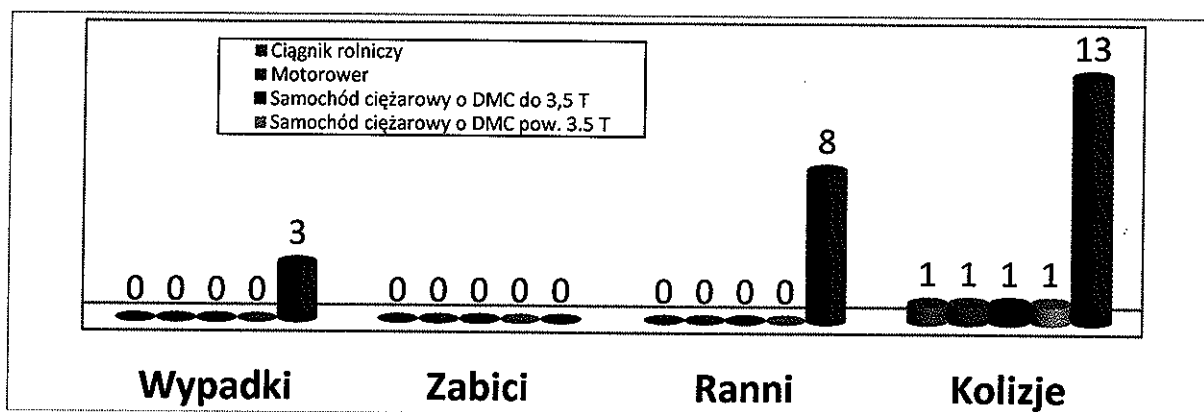 Ciągnik rolniczy
Motorower
Samochód ciężarowy o DMC do 3,5 T
Samochód ciężarowy o DMC pow. 3.5 T
0 0 0 0 3
0 0 0 0 0
0 0 0 0 8
1 1 1 1 13
Wypadki Zabici Ranni Kolizje